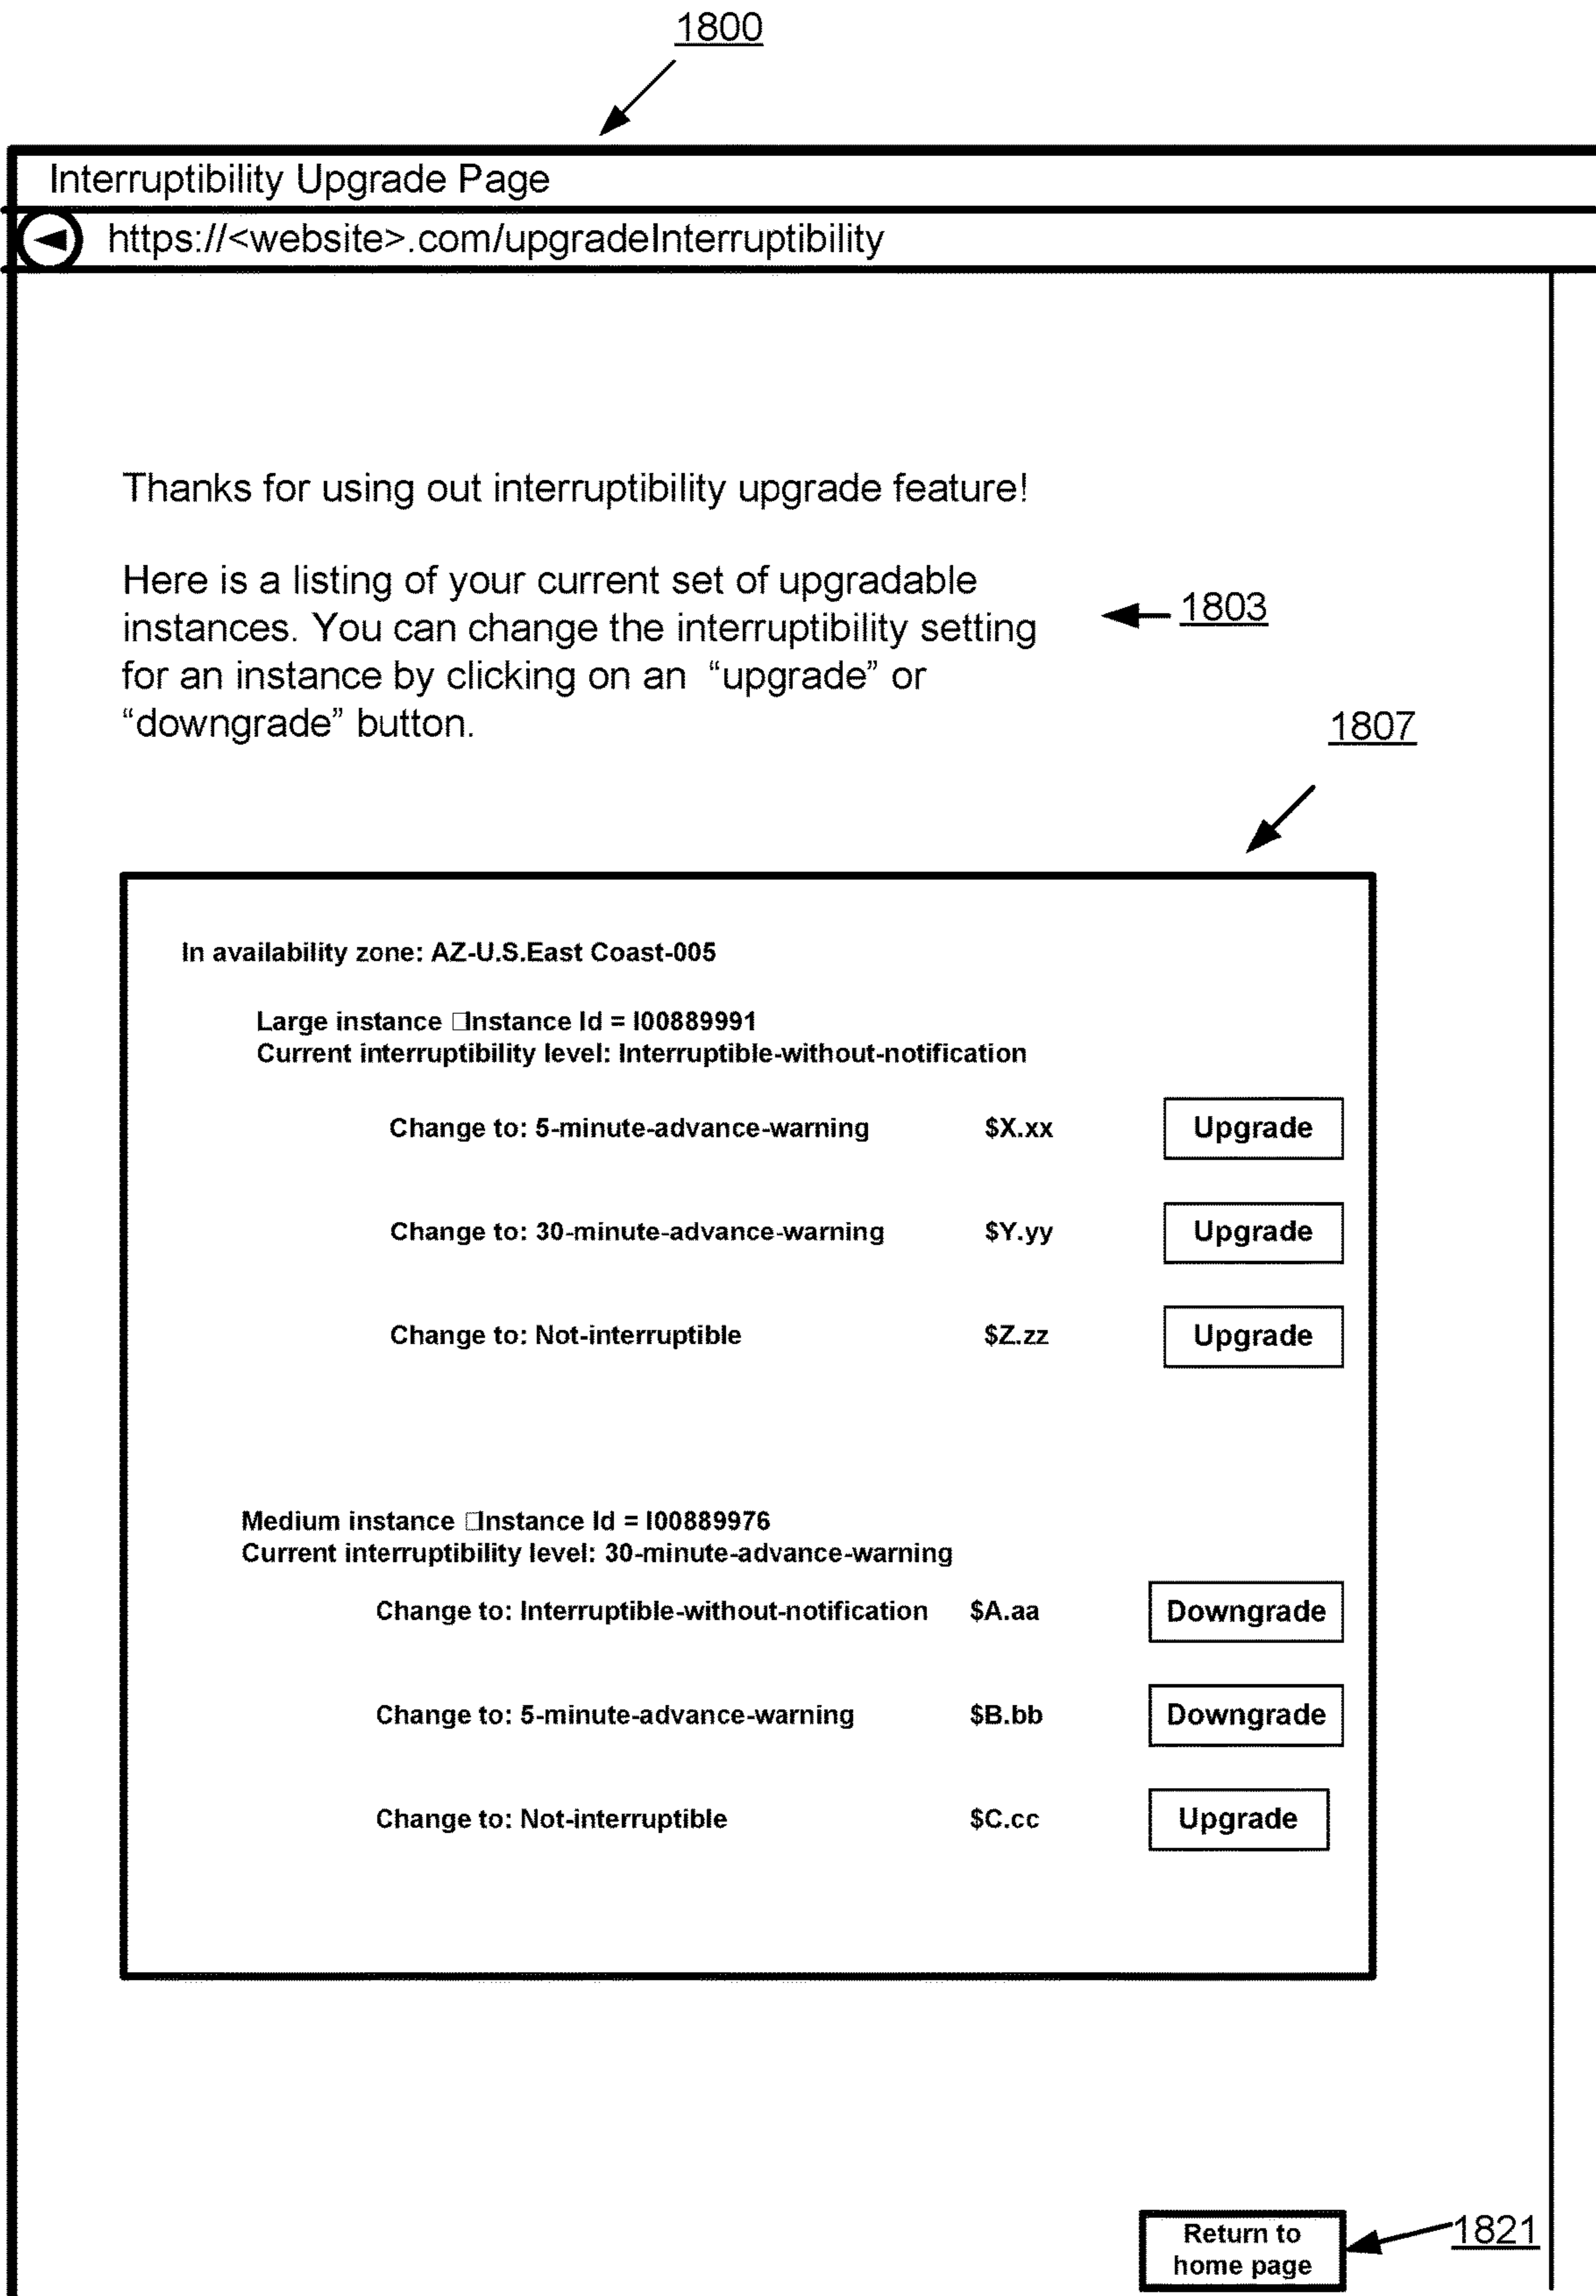 1800
Interruptibility Upgrade Page
https://<website>.com/upgradeInterruptibility
Thanks for using out interruptibility upgrade feature!
Here is a listing of your current set of upgradable
instances. You can change the interruptibility setting
for an instance by clicking on an “upgrade” or
“downgrade” button.
1803
1807
In availability zone: AZ-U.S.East Coast-005
Large instance □Instance Id = I00889991
Current interruptibility level: Interruptible-without-notification
Change to: 5-minute-advance-warning $X.xx Upgrade
Change to: 30-minute-advance-warning $Y.yy Upgrade
Change to: Not-interruptible $Z.zz Upgrade
Medium instance □Instance Id = I00889976
Current interruptibility level: 30-minute-advance-warning
Change to: Interruptible-without-notification $A.aa Downgrade
Change to: 5-minute-advance-warning $B.bb Downgrade
Change to: Not-interruptible $C.cc Upgrade
Return to
home page
1821